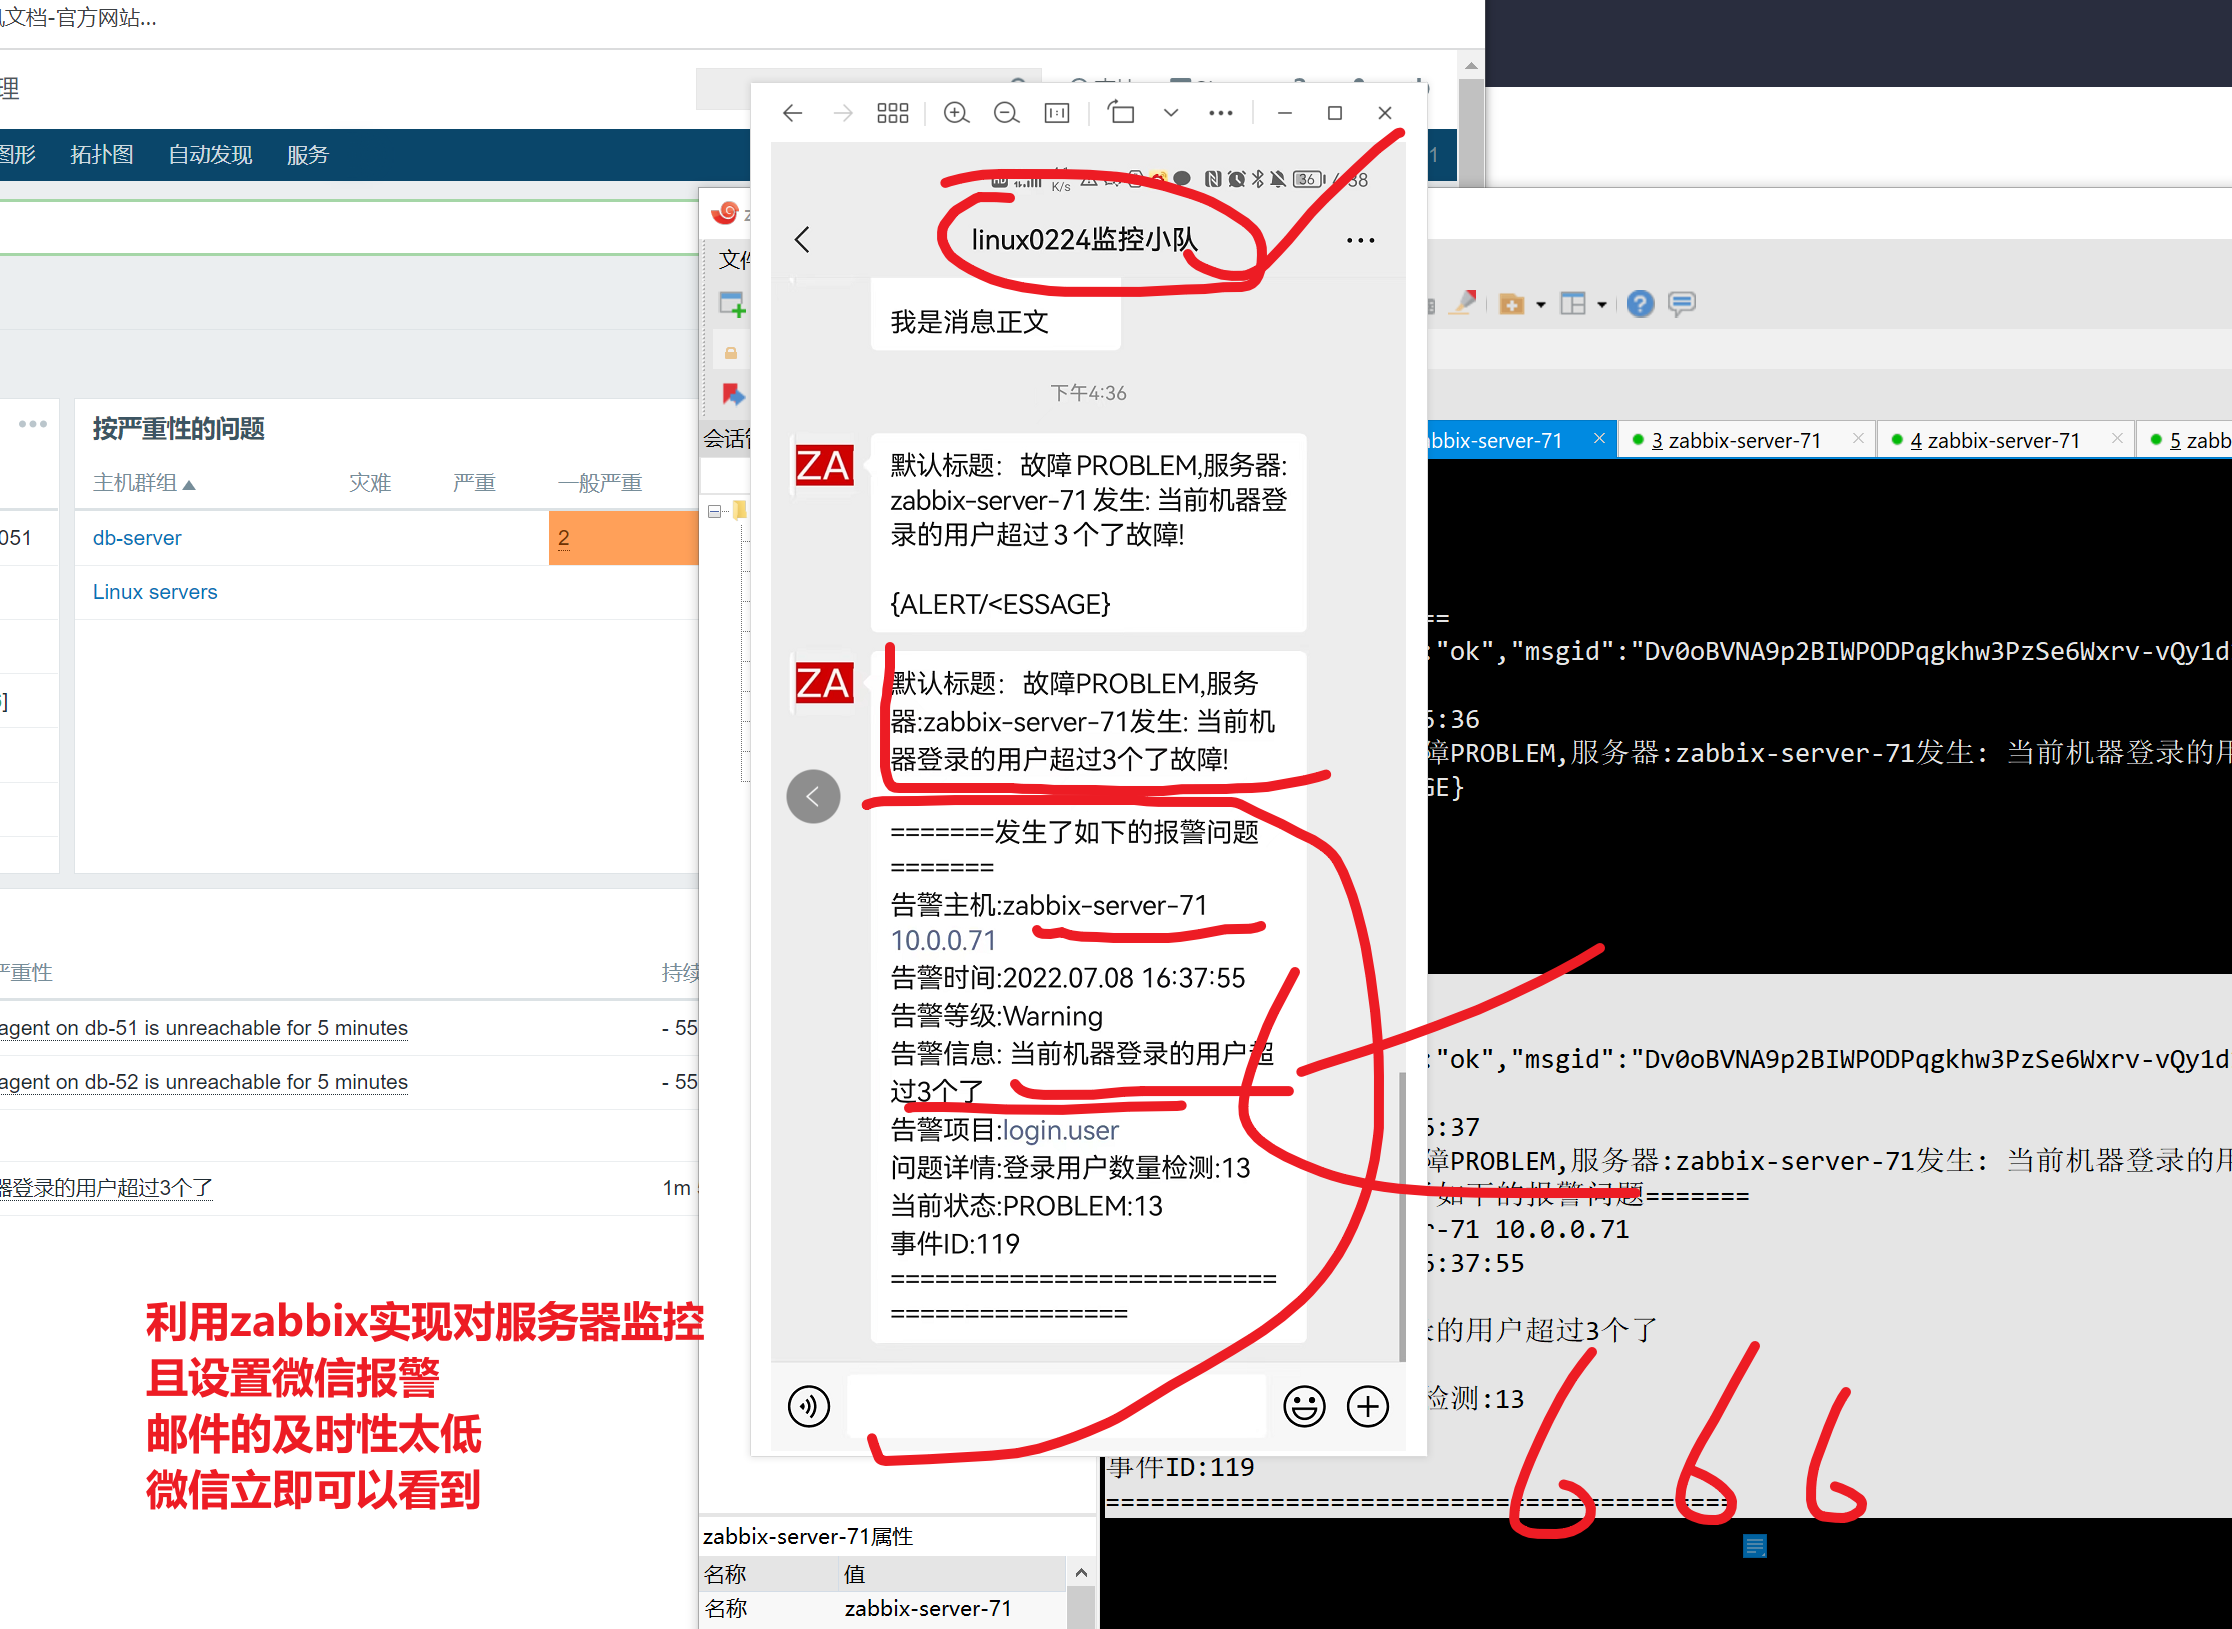 文档-官方网站...
理
图形 拓扑图 自动发现 服务
1
按严重性的问题
主机群组 灾难 严重 一般严重
051
db-server 2
Linux servers
严重性 持续
agent on db-51 is unreachable for 5 minutes - 55
agent on db-52 is unreachable for 5 minutes - 55
器登录的用户超过3个了 1m
利用zabbix实现对服务器监控
且设置微信报警
邮件的及时性太低
微信立即可以看到
文件
会话管
K/s 36
linux0224监控小队
我是消息正文
下午4:36
ZA
默认标题：故障 PROBLEM,服务器:
zabbix-server-71 发生: 当前机器登
录的用户超过 3 个了故障!
{ALERT/<ESSAGE}
ZA
默认标题：故障PROBLEM,服务
器:zabbix-server-71发生: 当前机
器登录的用户超过3个了故障!
=======发生了如下的报警问题
=======
告警主机:zabbix-server-71
10.0.0.71
告警时间:2022.07.08 16:37:55
告警等级:Warning
告警信息: 当前机器登录的用户超
过3个了
告警项目:login.user
问题详情:登录用户数量检测:13
当前状态:PROBLEM:13
事件ID:119
==========================
================
bbix-server-71 3 zabbix-server-71 4 zabbix-server-71 5 zabb
==
:"ok","msgid":"Dv0oBVNA9p2BIWPODPqgkhw3PzSe6Wxrv-vQy1d
:36
障PROBLEM,服务器:zabbix-server-71发生: 当前机器登录的用
GE}
:"ok","msgid":"Dv0oBVNA9p2BIWPODPqgkhw3PzSe6Wxrv-vQy1d
:37
障PROBLEM,服务器:zabbix-server-71发生: 当前机器登录的用
如下的报警问题=======
-71 10.0.0.71
:37:55
的用户超过3个了
检测:13
事件ID:119
==========================================
666
zabbix-server-71属性
名称 值
名称 zabbix-server-71